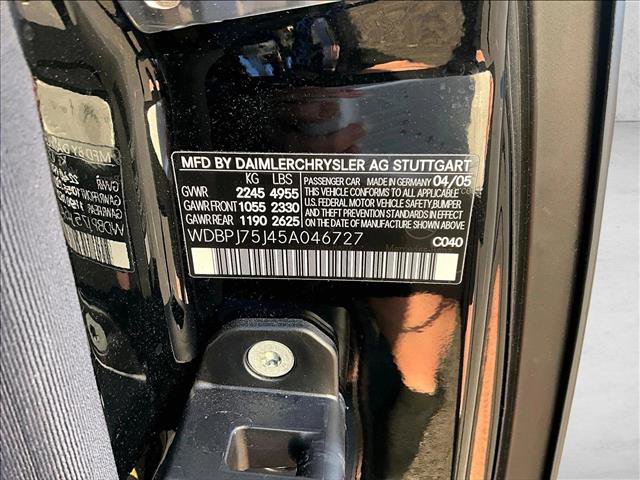 MFD BY DAIMLERCHRYSLER AG STUTTGART
KG LBS
GVWR 2245 4955
GAWR FRONT 1055 2330
GAWR REAR 1190 2625
PASSENGER CAR MADE IN GERMANY 04/05
THIS VEHICLE CONFORMS TO ALL APPLICABLE
U.S. FEDERAL MOTOR VEHICLE SAFETY,BUMPER
AND THEFT PREVENTION STANDARDS IN EFFECT
ON THE DATE OF MANUFACTURE SHOWN ABOVE
WDBPJ75J45A046727
C040